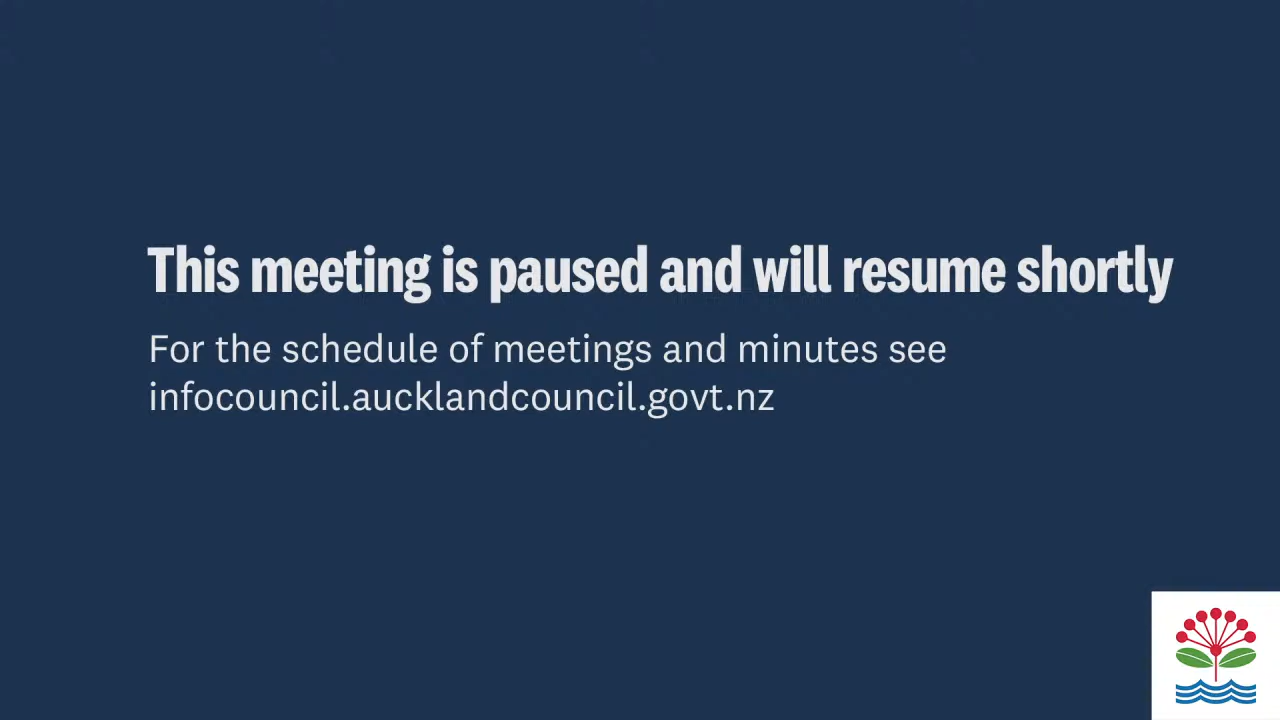 This meeting is paused and will resume shortly
For the schedule of meetings and minutes see
infocouncil.aucklandcouncil.govt.nz